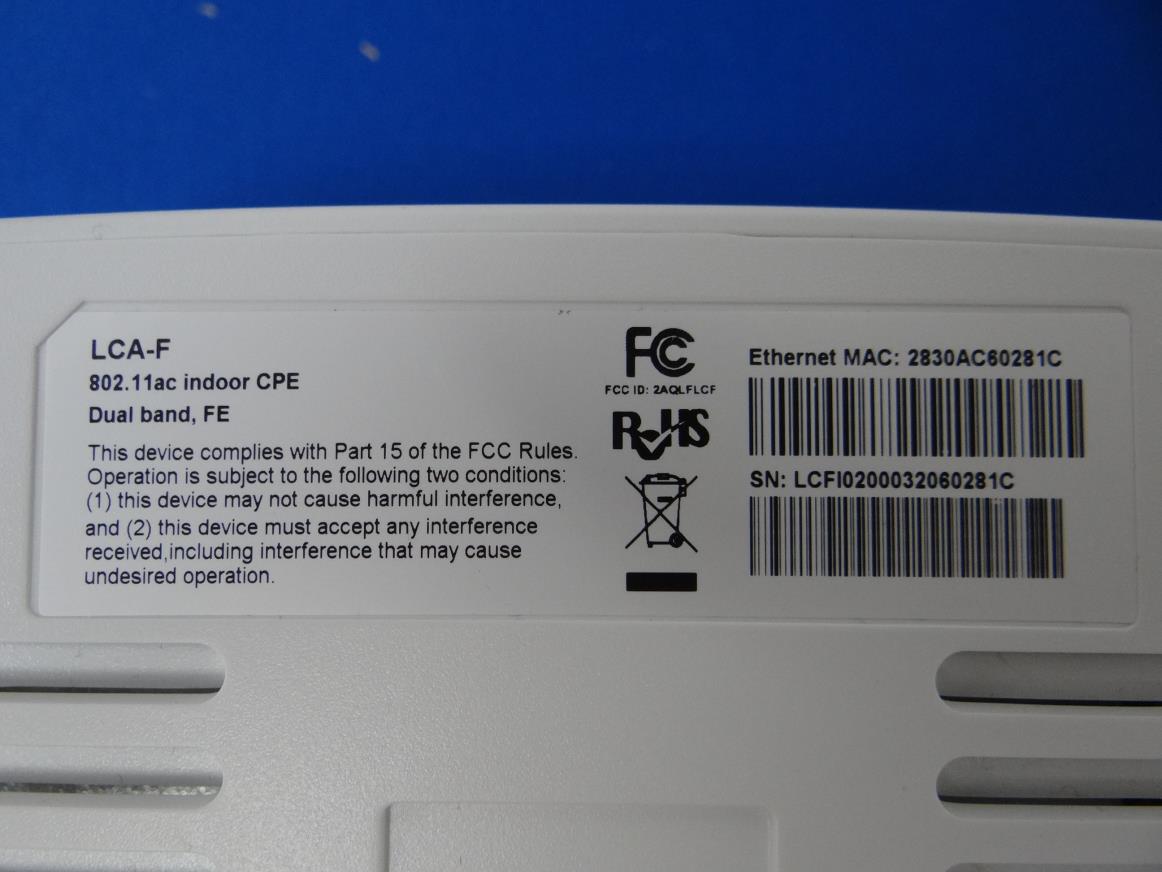 LCA-F
802.11ac indoor CPE
Dual band, FE
This device complies with Part 15 of the FCC Rules.
Operation is subject to the following two conditions:
(1) this device may not cause harmful interference,
and (2) this device must accept any interference
received,including interference that may cause
undesired operation.
FC
FCC ID: 2AQLFLCF
RoHS
Ethernet MAC: 2830AC60281C
SN: LCFI0200032060281C